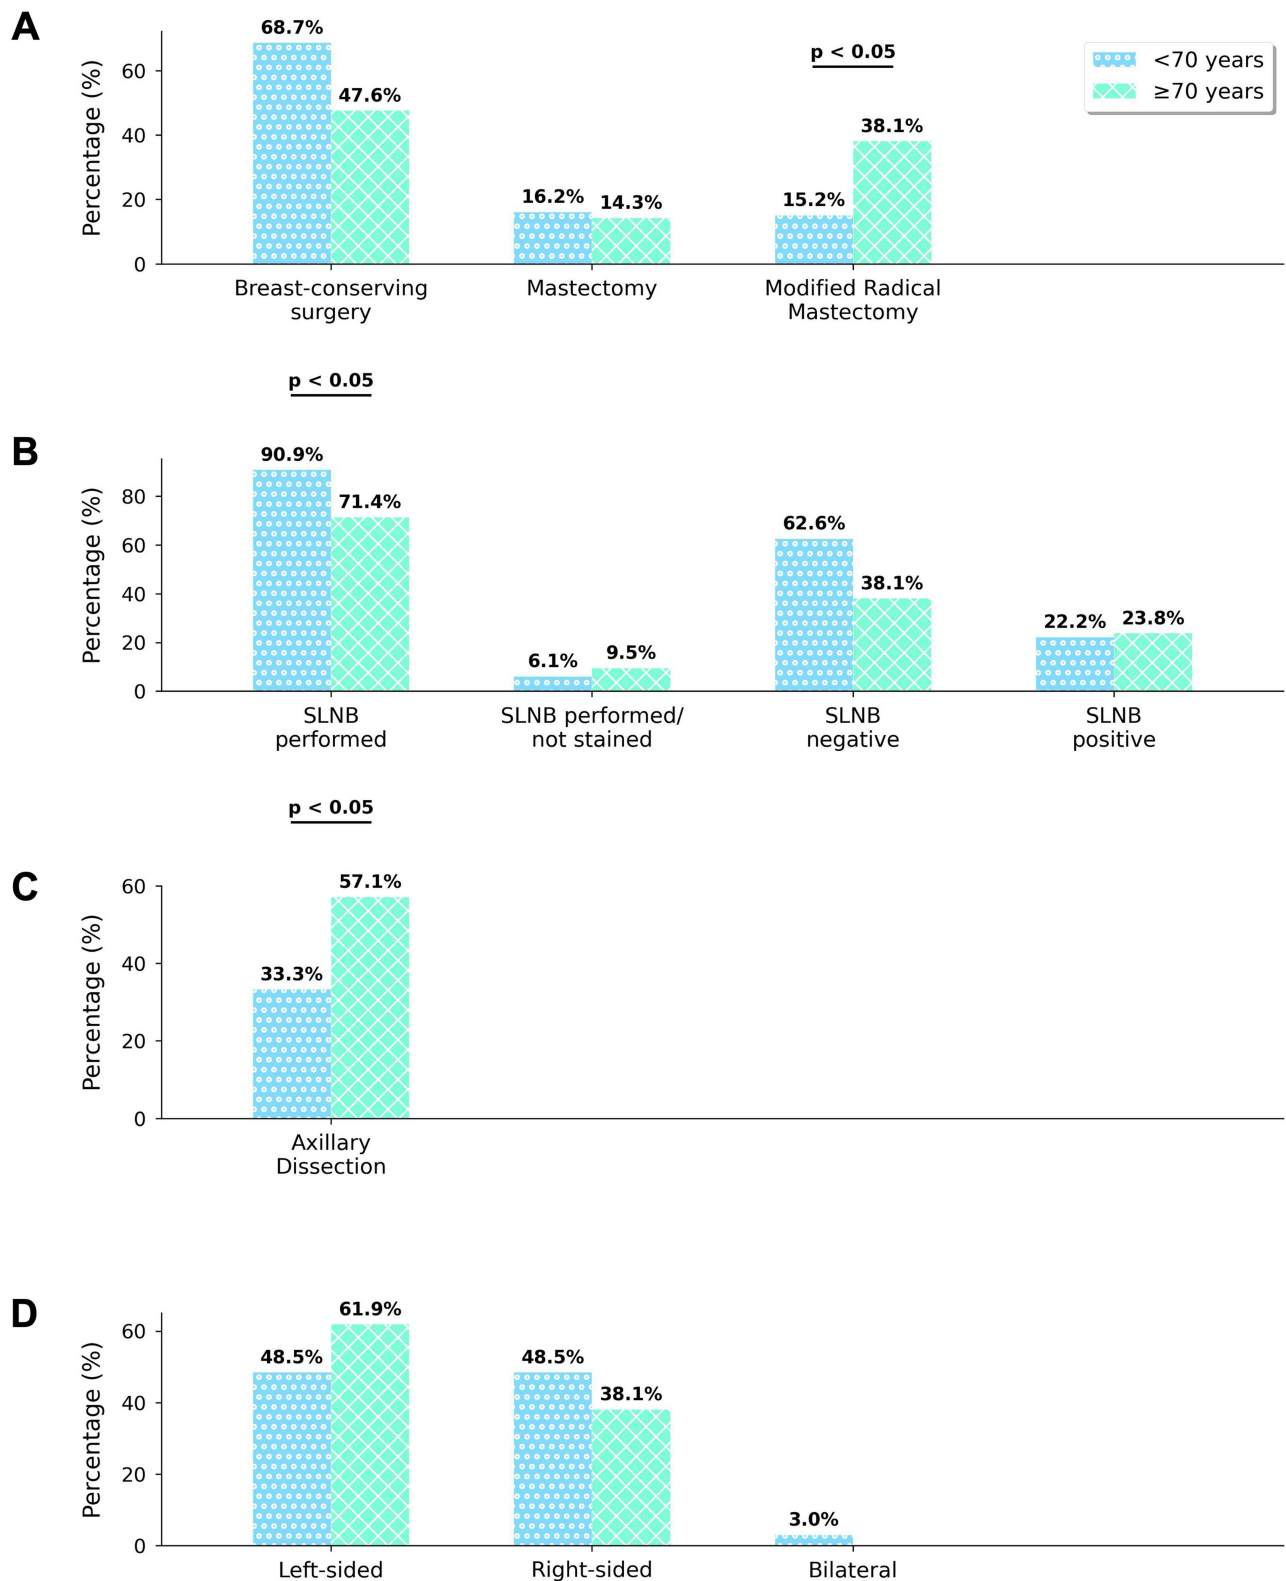 A
Percentage (%)
60
40
20
0
68.7%
47.6%
16.2%
14.3%
15.2%
38.1%
p < 0.05
<70 years
≥70 years
Breast-conserving
surgery
Mastectomy
Modified Radical
Mastectomy
B
p < 0.05
Percentage (%)
80
60
40
20
0
90.9%
71.4%
6.1%
9.5%
62.6%
38.1%
22.2%
23.8%
SLNB
performed
SLNB performed/
not stained
SLNB
negative
SLNB
positive
C
p < 0.05
Percentage (%)
60
40
20
0
33.3%
57.1%
Axillary
Dissection
D
Percentage (%)
60
40
20
0
48.5%
61.9%
48.5%
38.1%
3.0%
Left-sided
Right-sided
Bilateral